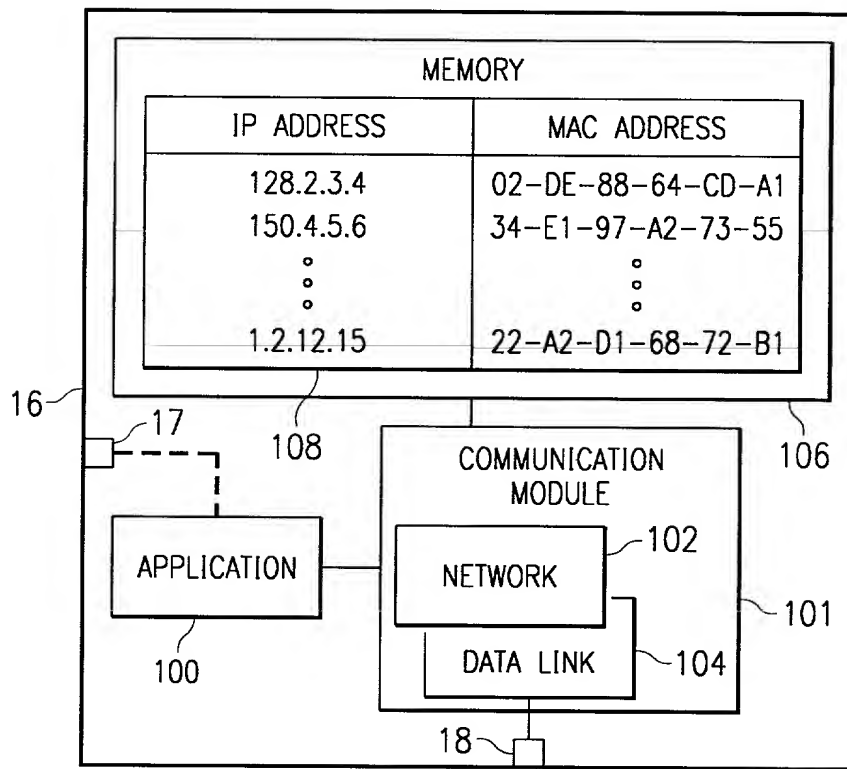 MEMORY
IP ADDRESS MAC ADDRESS
128.2.3.4 02-DE-88-64-CD-A1
150.4.5.6 34-E1-97-A2-73-55
1.2.12.15 22-A2-D1-68-72-B1
16
17
108
106
COMMUNICATION
MODULE
102
APPLICATION
NETWORK
101
100
DATA LINK
104
18